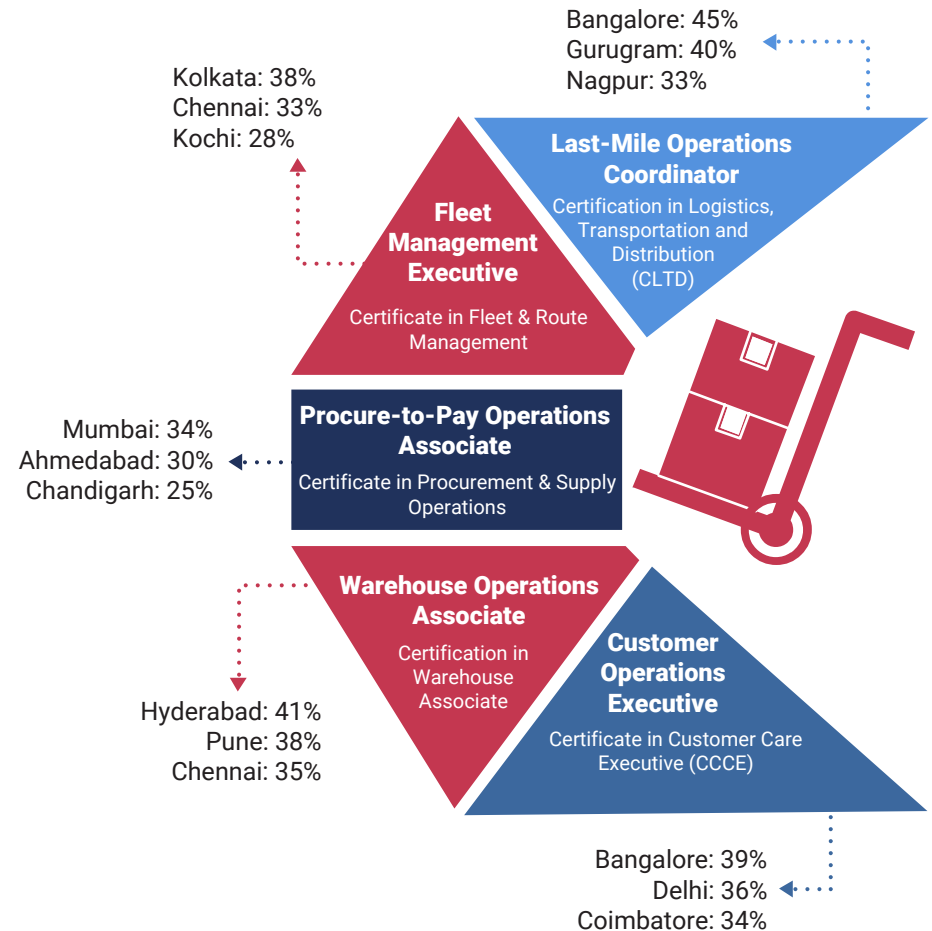 Bangalore: 45%
Gurugram: 40%
Nagpur: 33%
Kolkata: 38%
Chennai: 33%
Kochi: 28%
Last-Mile Operations
Coordinator
Certification in Logistics,
Transportation and
Distribution
(CLTD)
Fleet
Management
Executive
Certificate in Fleet & Route
Management
Procure-to-Pay Operations
Associate
Certificate in Procurement & Supply
Operations
Mumbai: 34%
Ahmedabad: 30%
Chandigarh: 25%
Warehouse Operations
Associate
Certification in
Warehouse
Associate
Hyderabad: 41%
Pune: 38%
Chennai: 35%
Customer
Operations
Executive
Certificate in Customer Care
Executive (CCCE)
Bangalore: 39%
Delhi: 36%
Coimbatore: 34%